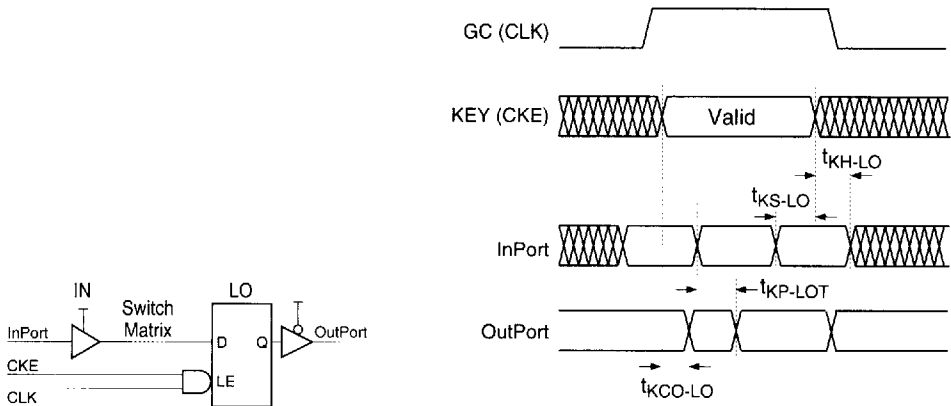 IN
Switch
Matrix
LO
InPort
D
Q
OutPort
CKE
LE
CLK
GC (CLK)
KEY (CKE)
Valid
tKH-LO
tKS-LO
InPort
tKP-LOT
OutPort
tKCO-LO